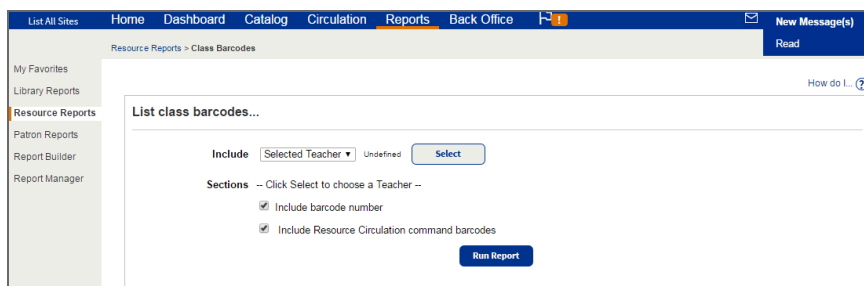 List All Sites Home Dashboard Catalog Circulation Reports Back Office ! New Message(s)
Read
Resource Reports > Class Barcodes
My Favorites
Library Reports
Resource Reports
Patron Reports
Report Builder
Report Manager
How do I... ?
List class barcodes...
Include Selected Teacher Undefined Select
Sections -- Click Select to choose a Teacher --
Include barcode number
Include Resource Circulation command barcodes
Run Report